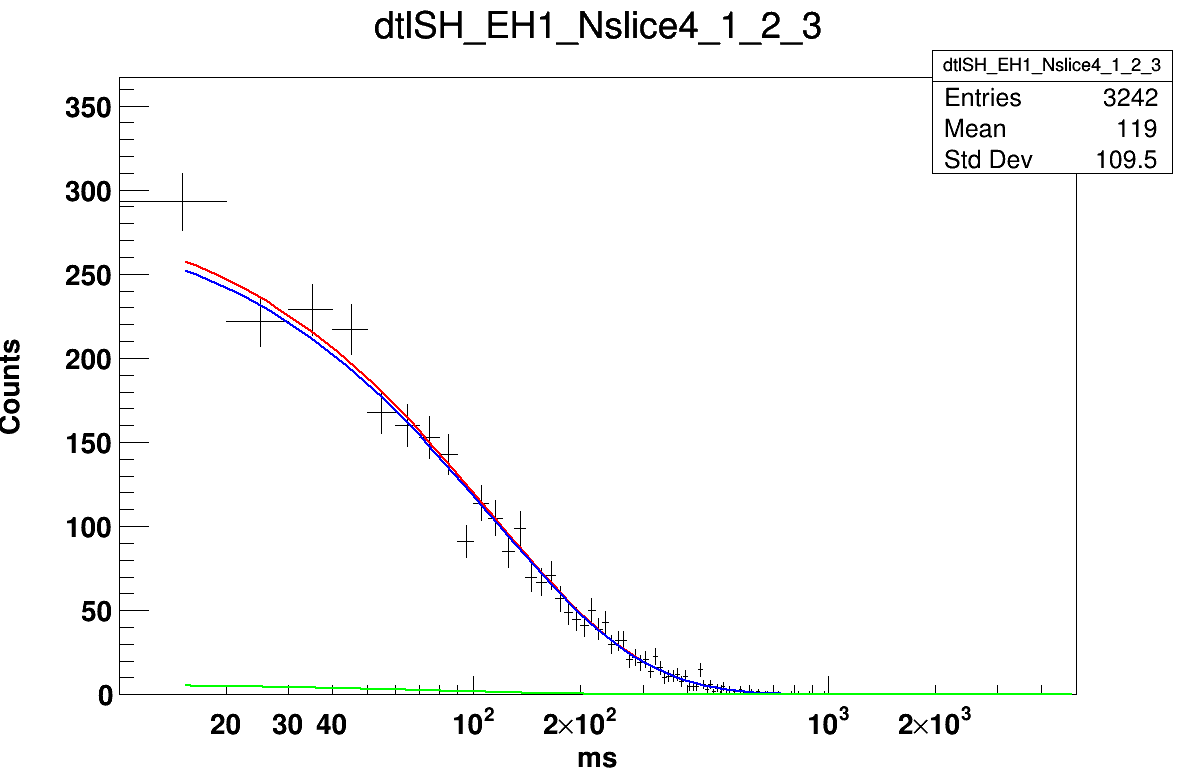 dtlSH_EH1_Nslice4_1_2_3
dtlSH_EH1_Nslice4_1_2_3
Entries 3242
Mean 119
Std Dev 109.5
350
300
250
200
150
100
50
0
Counts
20 30 40 10² 2×10² 10³ 2×10³
ms